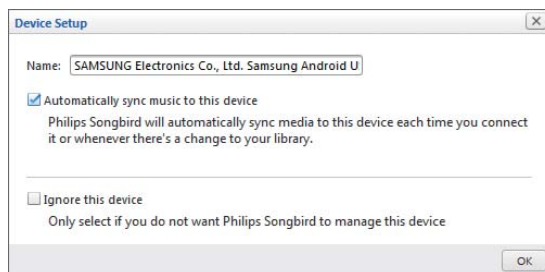 Device Setup
Name: SAMSUNG Electronics Co., Ltd. Samsung Android U
Automatically sync music to this device
Philips Songbird will automatically sync media to this device each time you connect
it or whenever there's a change to your library.
Ignore this device
Only select if you do not want Philips Songbird to manage this device
OK